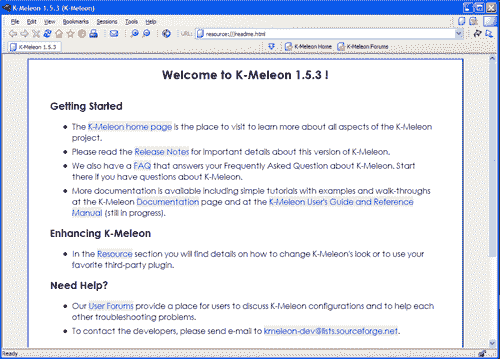 K-Meleon 1.5.3 (K-Meleon)
File Edit View Bookmarks Sessions Tools Help
URL: resource:///readme.html
K-Meleon 1.5.3 K-Meleon Home K-Meleon Forums
Welcome to K-Meleon 1.5.3 !
Getting Started
The K-Meleon home page is the place to visit to learn more about all aspects of the K-Meleon
project.
Please read the Release Notes for important details about this version of K-Meleon.
We also have a FAQ that answers your Frequently Asked Question about K-Meleon. Start
there if you have questions about K-Meleon.
More documentation is available including simple tutorials with examples and walk-throughs
at the K-Meleon Documentation page and at the K-Meleon User's Guide and Reference
Manual (still in progress).
Enhancing K-Meleon
In the Resource section you will find details on how to change K-Meleon's look or to use your
favorite third-party plugin.
Need Help?
Our User Forums provide a place for users to discuss K-Meleon configurations and to help each
other troubleshooting problems.
To contact the developers, please send e-mail to kmeleon-dev@lists.sourceforge.net.
Ready